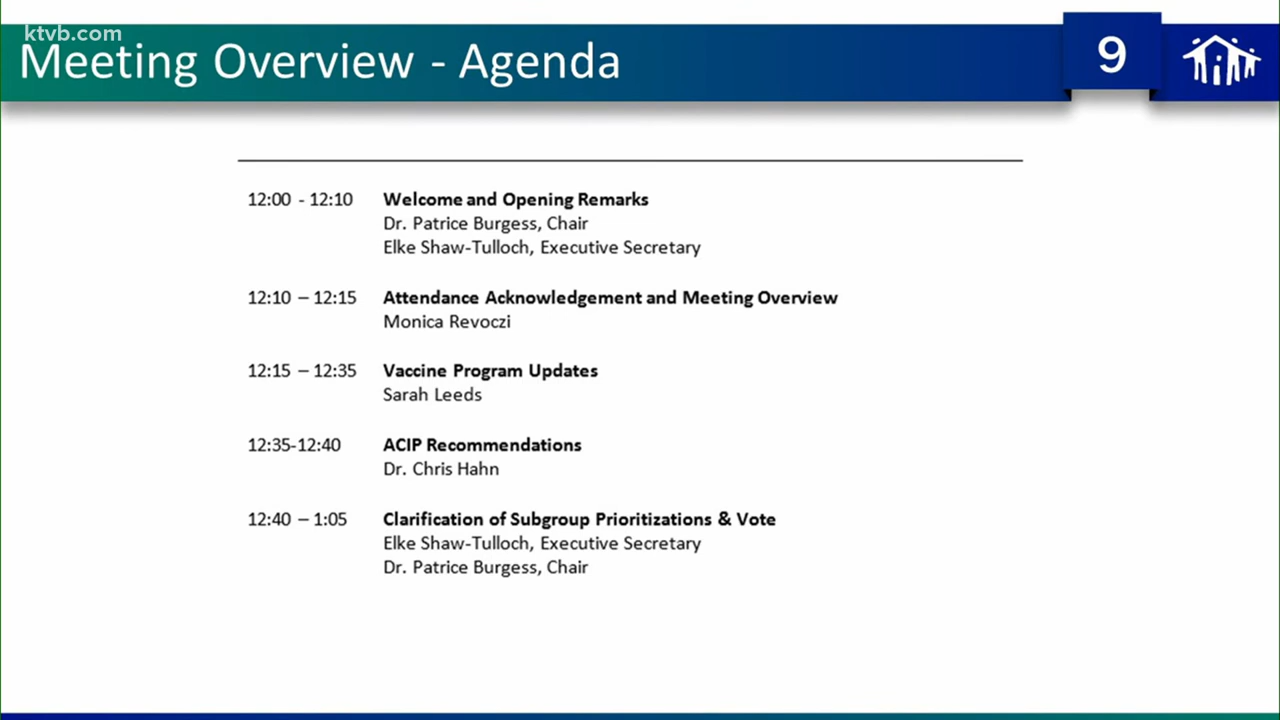 ktvb.com
Meeting Overview - Agenda
9
12:00 - 12:10 Welcome and Opening Remarks
Dr. Patrice Burgess, Chair
Elke Shaw-Tulloch, Executive Secretary
12:10 – 12:15 Attendance Acknowledgement and Meeting Overview
Monica Revoczi
12:15 – 12:35 Vaccine Program Updates
Sarah Leeds
12:35-12:40 ACIP Recommendations
Dr. Chris Hahn
12:40 – 1:05 Clarification of Subgroup Prioritizations & Vote
Elke Shaw-Tulloch, Executive Secretary
Dr. Patrice Burgess, Chair